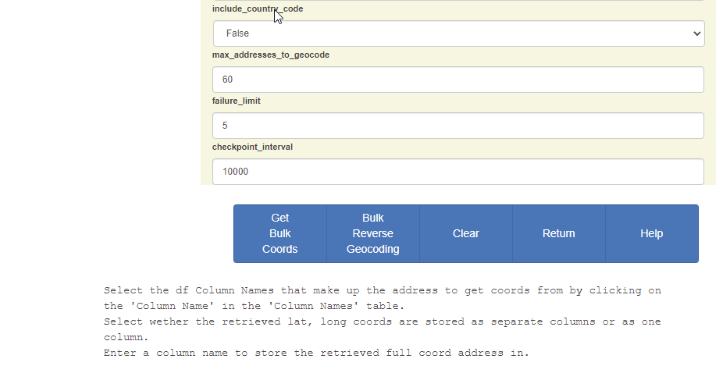 include_country_code
False
max_addresses_to_geocode
60
failure_limit
5
checkpoint_interval
10000
Get
Bulk
Coords
Bulk
Reverse
Geocoding
Clear
Return
Help
Select the df Column Names that make up the address to get coords from by clicking on
the 'Column Name' in the 'Column Names' table.
Select wether the retrieved lat, long coords are stored as separate columns or as one
column.
Enter a column name to store the retrieved full coord address in.